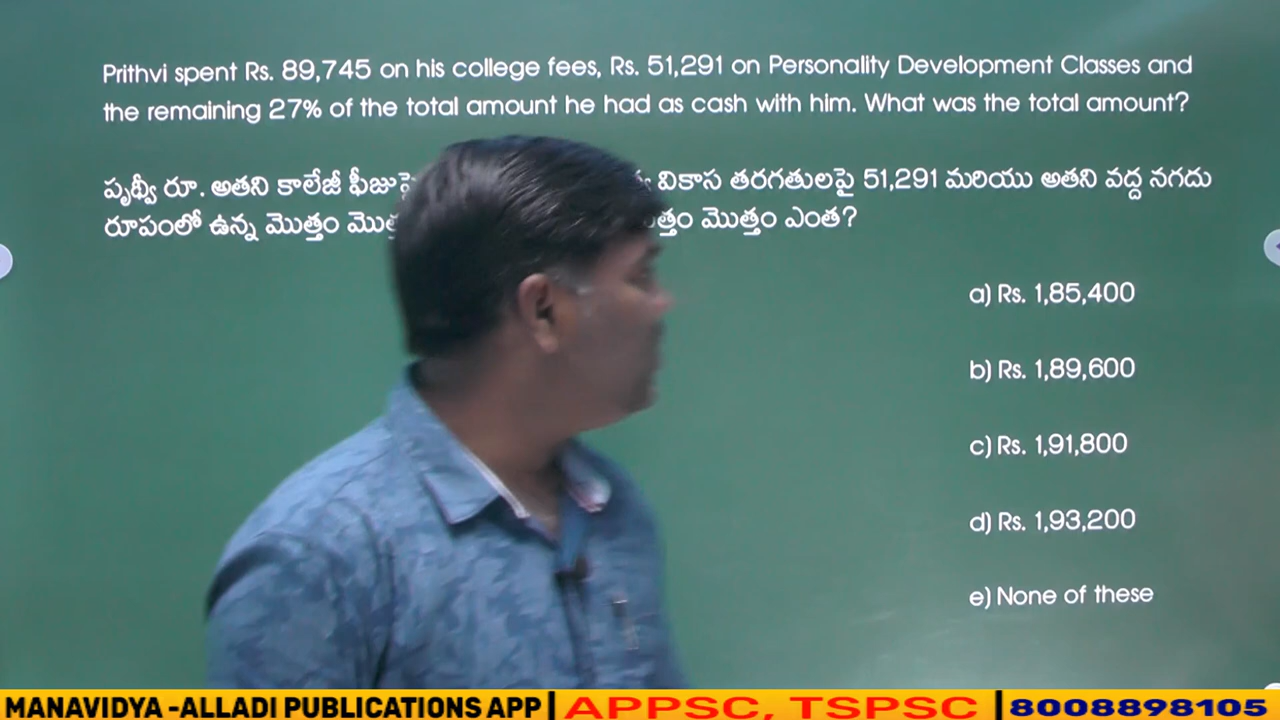 Prithvi spent Rs. 89,745 on his college fees, Rs. 51,291 on Personality Development Classes and
the remaining 27% of the total amount he had as cash with him. What was the total amount?
పృథ్వీ రూ. అతని కాలేజీ ఫీజుపై వికాస తరగతులపై 51,291 మరియు అతని వద్ద నగదు
రూపంలో ఉన్న మొత్తం మొత్తం ఎంత?
a) Rs. 1,85,400
b) Rs. 1,89,600
c) Rs. 1,91,800
d) Rs. 1,93,200
e) None of these
MANAVIDYA -ALLADI PUBLICATIONS APP | APPSC, TSPSC | 8008898105